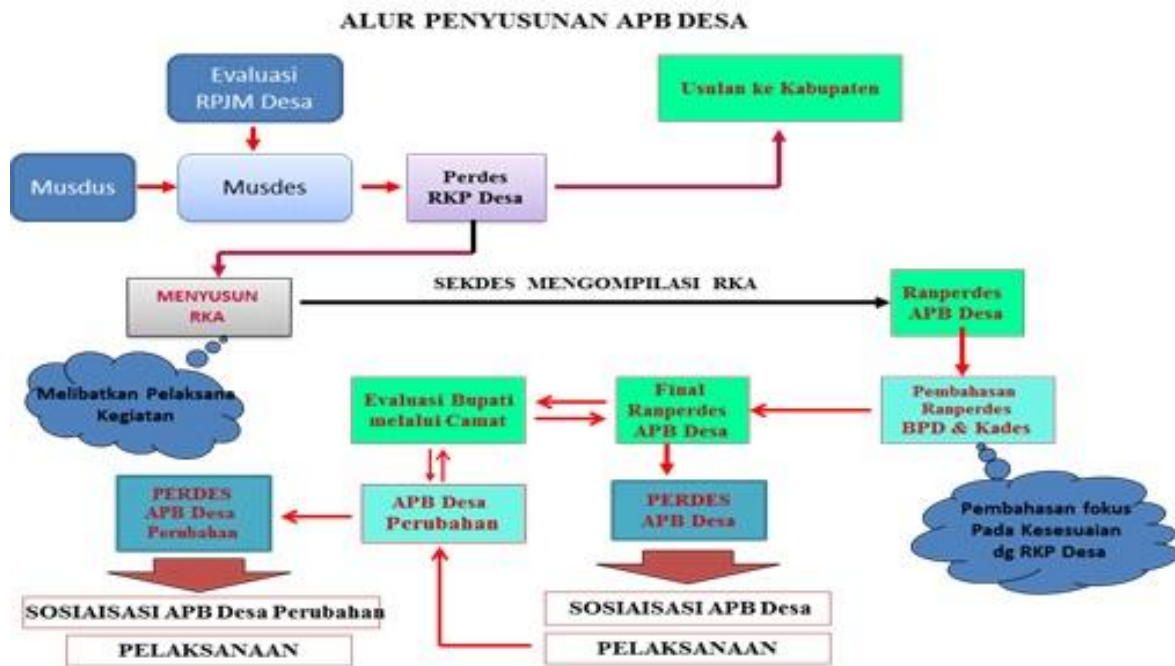 ALUR PENYUSUNAN APB DESA
Evaluasi
RPJM Desa
Usulan ke Kabupaten
Musdus
Musdes
Perdes
RKP Desa
MENYUSUN
RKA
SEKDES MENGOMPILASI RKA
Ranperdes
APB Desa
Melibatkan Pelaksana
Kegiatan
Evaluasi Bupati
melalui Camat
Final
Ranperdes
APB Desa
Pembahasan
Ranperdes
BPD & Kades
PERDES
APB Desa
Perubahan
APB Desa
Perubahan
PERDES
APB Desa
Pembahasan fokus
Pada Kesesuaian
dg RKP Desa
SOSIAISASI APB Desa Perubahan
PELAKSANAAN
SOSIAISASI APB Desa
PELAKSANAAN